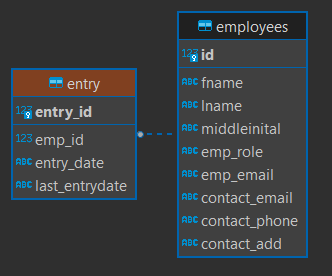 entry
123 entry_id
123 emp_id
ABC entry_date
ABC last_entrydate
employees
123 id
ABC fname
ABC lname
ABC middleinital
ABC emp_role
ABC emp_email
ABC contact_email
ABC contact_phone
ABC contact_add